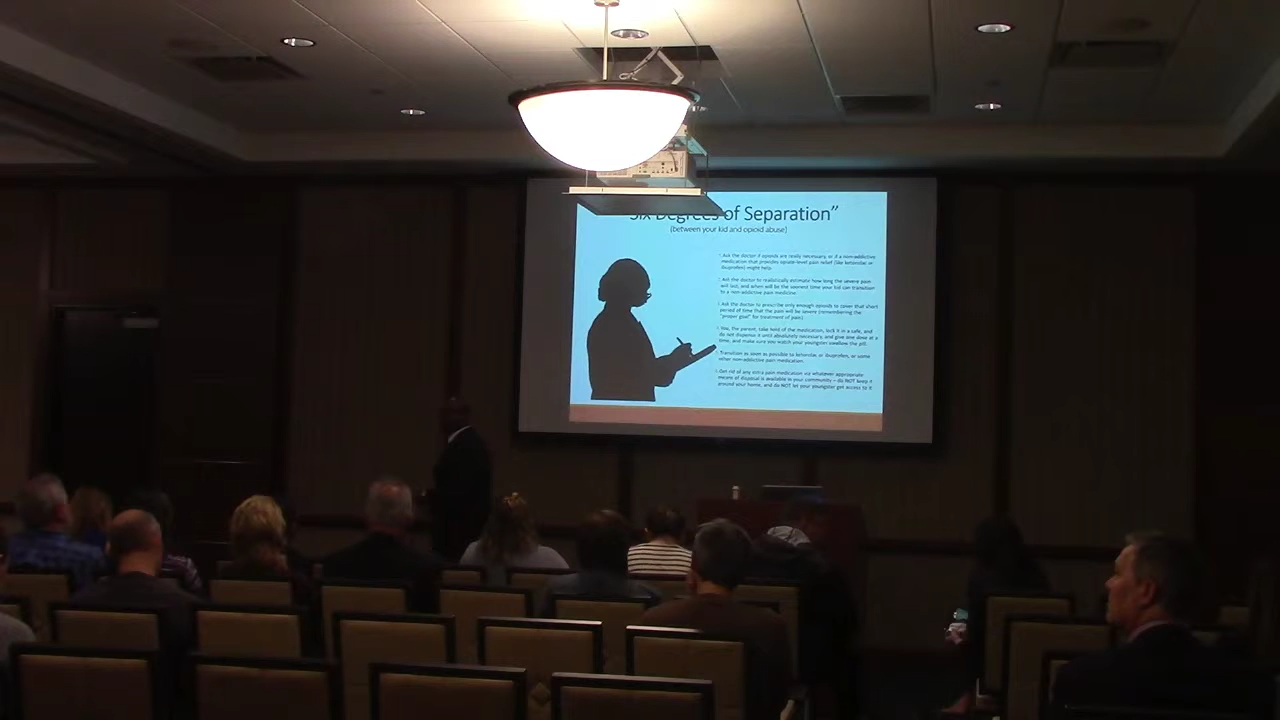 "Six Degrees of Separation"
(between your kid and opioid abuse)
Ask the doctor if opioids are really necessary, or if a non-addictive
medication that provides opiate-level pain relief (like ketorolac or
ibuprofen) might help.
Ask the doctor to realistically estimate how long the severe pain
will last, and when will be the soonest time your kid can transition
to a non-addictive pain medicine.
Ask the doctor to prescribe only enough opioids to cover that short
period of time that the pain will be severe (remembering the
"proper goal" for treatment of pain)
You, the parent, take hold of the medication, lock it in a safe, and
do not dispense it until absolutely necessary, and give one dose at a
time, and make sure you watch your youngster swallow the pill.
Transition as soon as possible to ketorolac or ibuprofen, or some
other non-addictive pain medication.
Get rid of any extra pain medication via whatever appropriate
means of disposal is available in your community – do NOT keep it
around your home, and do NOT let your youngster get access to it